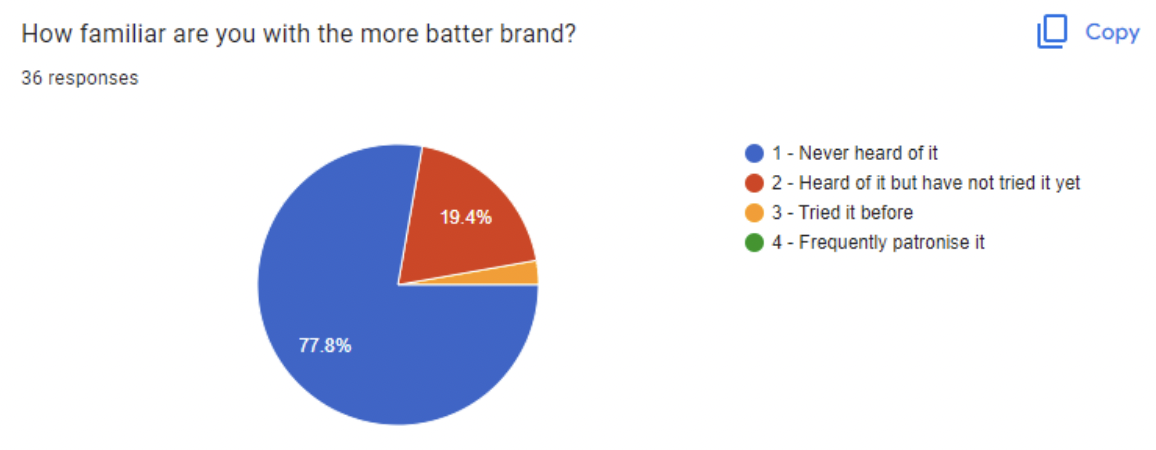 How familiar are you with the more batter brand?
Copy
36 responses
1 - Never heard of it
2 - Heard of it but have not tried it yet
3 - Tried it before
4 - Frequently patronise it
19.4%
77.8%